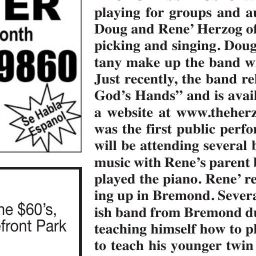 ER
onth
9860
Se Habla
Espanol
he $60's,
efront Park
playing for groups and au
Doug and Rene' Herzog of
picking and singing. Doug
tany make up the band w
Just recently, the band rel
God's Hands" and is avail
a website at www.theherz
was the first public perfor
will be attending several b
music with Rene's parent b
played the piano. Rene' re
ing up in Bremond. Severa
ish band from Bremond du
teaching himself how to pl
to teach his younger twin